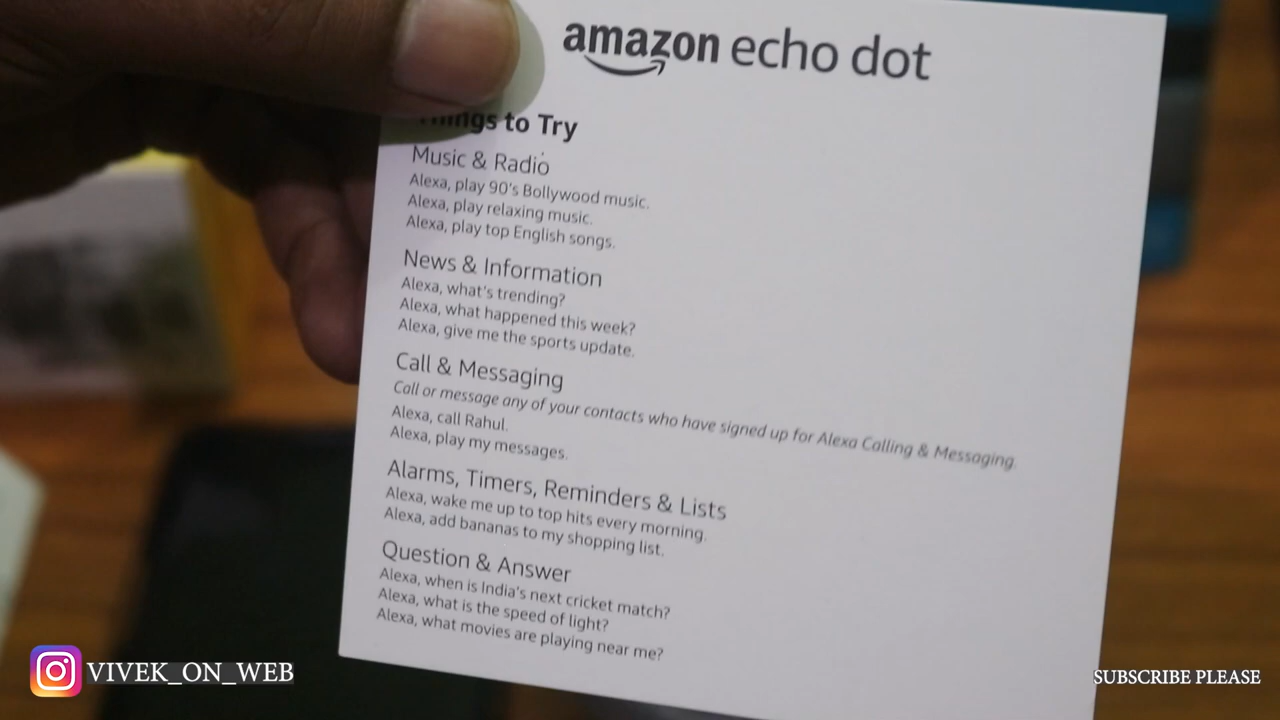 amazon echo dot
Things to Try
Music & Radio
Alexa, play 90's Bollywood music.
Alexa, play relaxing music.
Alexa, play top English songs.
News & Information
Alexa, what's trending?
Alexa, what happened this week?
Alexa, give me the sports update.
Call & Messaging
Call or message any of your contacts who have signed up for Alexa Calling & Messaging.
Alexa, call Rahul.
Alexa, play my messages.
Alarms, Timers, Reminders & Lists
Alexa, wake me up to top hits every morning.
Alexa, add bananas to my shopping list.
Question & Answer
Alexa, when is India's next cricket match?
Alexa, what is the speed of light?
Alexa, what movies are playing near me?
VIVEK_ON_WEB
SUBSCRIBE PLEASE